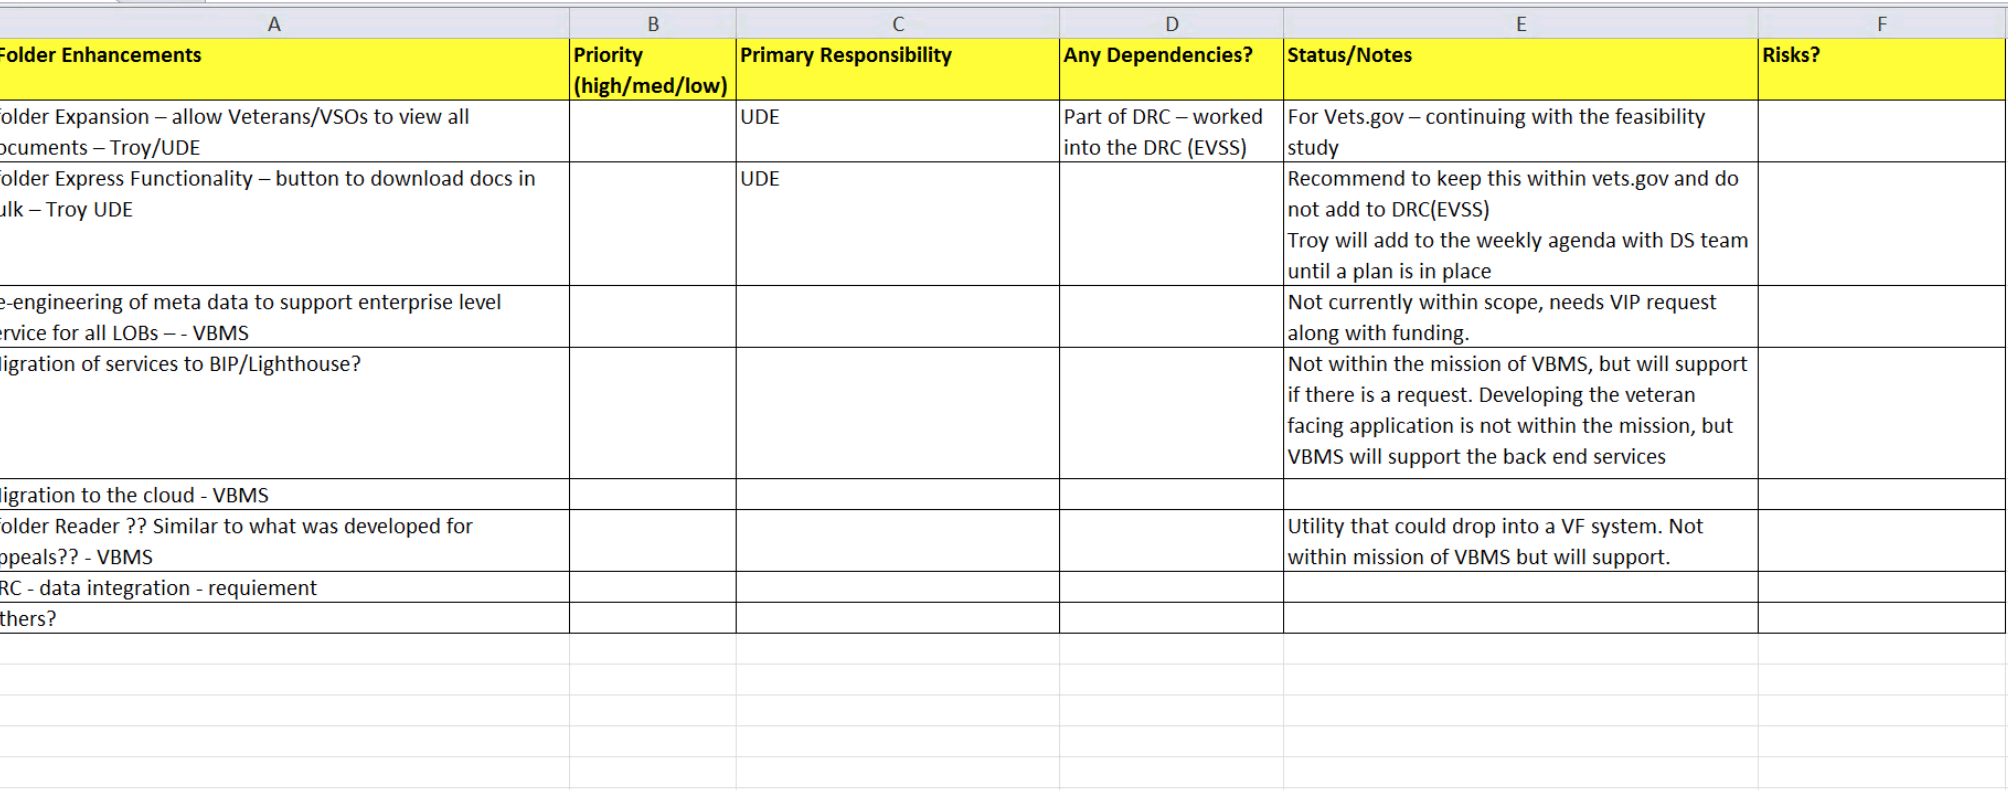 A B C D E F
Folder Enhancements Priority Primary Responsibility Any Dependencies? Status/Notes Risks?
(high/med/low)
folder Expansion – allow Veterans/VSOs to view all UDE Part of DRC – worked For Vets.gov – continuing with the feasibility
ocuments – Troy/UDE into the DRC (EVSS) study
folder Express Functionality – button to download docs in UDE Recommend to keep this within vets.gov and do
ulk – Troy UDE not add to DRC(EVSS)
Troy will add to the weekly agenda with DS team
until a plan is in place
e-engineering of meta data to support enterprise level Not currently within scope, needs VIP request
ervice for all LOBs – - VBMS along with funding.
igration of services to BIP/Lighthouse? Not within the mission of VBMS, but will support
if there is a request. Developing the veteran
facing application is not within the mission, but
VBMS will support the back end services
igration to the cloud - VBMS
folder Reader ?? Similar to what was developed for Utility that could drop into a VF system. Not
ppeals?? - VBMS within mission of VBMS but will support.
RC - data integration - requiement
thers?